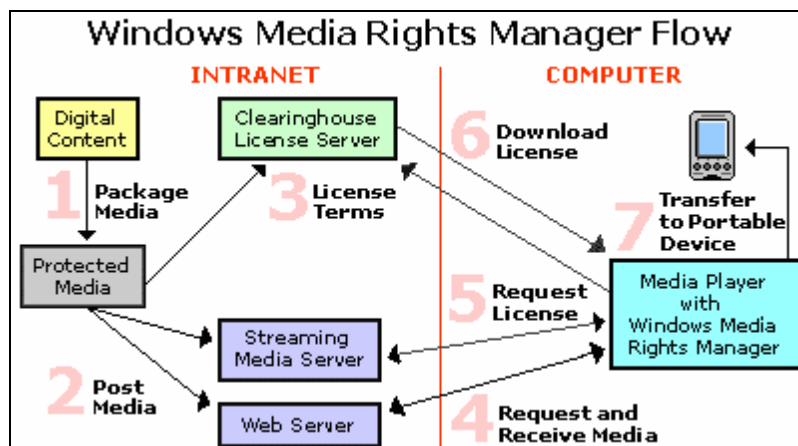 Windows Media Rights Manager Flow
INTRANET
COMPUTER
Digital
Content
Clearinghouse
License Server
6 Download
License
1 Package
Media
3 License
Terms
7 Transfer
to Portable
Device
Protected
Media
5 Request
License
Media Player
with
Windows Media
Rights Manager
Streaming
Media Server
2 Post
Media
Web Server
4 Request and
Receive Media